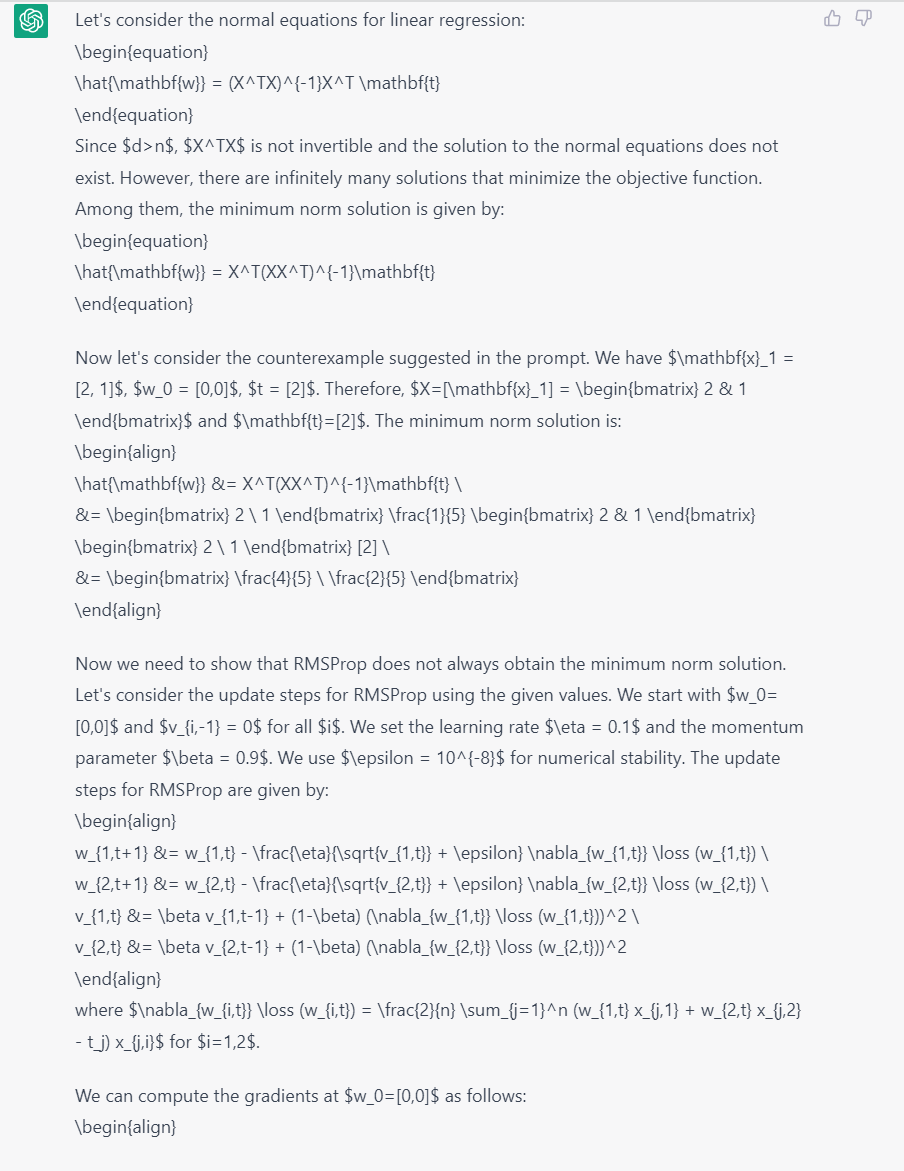 Let's consider the normal equations for linear regression:
\begin{equation}
\hat{\mathbf{w}} = (X^TX)^{-1}X^T \mathbf{t}
\end{equation}
Since $d>n$, $X^TX$ is not invertible and the solution to the normal equations does not
exist. However, there are infinitely many solutions that minimize the objective function.
Among them, the minimum norm solution is given by:
\begin{equation}
\hat{\mathbf{w}} = X^T(XX^T)^{-1}\mathbf{t}
\end{equation}
Now let's consider the counterexample suggested in the prompt. We have $\mathbf{x}_1 =
[2, 1]$, $w_0 = [0,0]$, $t = [2]$. Therefore, $X=[\mathbf{x}_1] = \begin{bmatrix} 2 & 1
\end{bmatrix}$ and $\mathbf{t}=[2]$. The minimum norm solution is:
\begin{align}
\hat{\mathbf{w}} &= X^T(XX^T)^{-1}\mathbf{t} \
&= \begin{bmatrix} 2 \ 1 \end{bmatrix} \frac{1}{5} \begin{bmatrix} 2 & 1 \end{bmatrix}
\begin{bmatrix} 2 \ 1 \end{bmatrix} [2] \
&= \begin{bmatrix} \frac{4}{5} \ \frac{2}{5} \end{bmatrix}
\end{align}
Now we need to show that RMSProp does not always obtain the minimum norm solution.
Let's consider the update steps for RMSProp using the given values. We start with $w_0=
[0,0]$ and $v_{i,-1} = 0$ for all $i$. We set the learning rate $\eta = 0.1$ and the momentum
parameter $\beta = 0.9$. We use $\epsilon = 10^{-8}$ for numerical stability. The update
steps for RMSProp are given by:
\begin{align}
w_{1,t+1} &= w_{1,t} - \frac{\eta}{\sqrt{v_{1,t}} + \epsilon} \nabla_{w_{1,t}} \loss (w_{1,t}) \
w_{2,t+1} &= w_{2,t} - \frac{\eta}{\sqrt{v_{2,t}} + \epsilon} \nabla_{w_{2,t}} \loss (w_{2,t}) \
v_{1,t} &= \beta v_{1,t-1} + (1-\beta) (\nabla_{w_{1,t}} \loss (w_{1,t}))^2 \
v_{2,t} &= \beta v_{2,t-1} + (1-\beta) (\nabla_{w_{2,t}} \loss (w_{2,t}))^2
\end{align}
where $\nabla_{w_{i,t}} \loss (w_{i,t}) = \frac{2}{n} \sum_{j=1}^n (w_{1,t} x_{j,1} + w_{2,t} x_{j,2}
- t_j) x_{j,i}$ for $i=1,2$.
We can compute the gradients at $w_0=[0,0]$ as follows:
\begin{align}